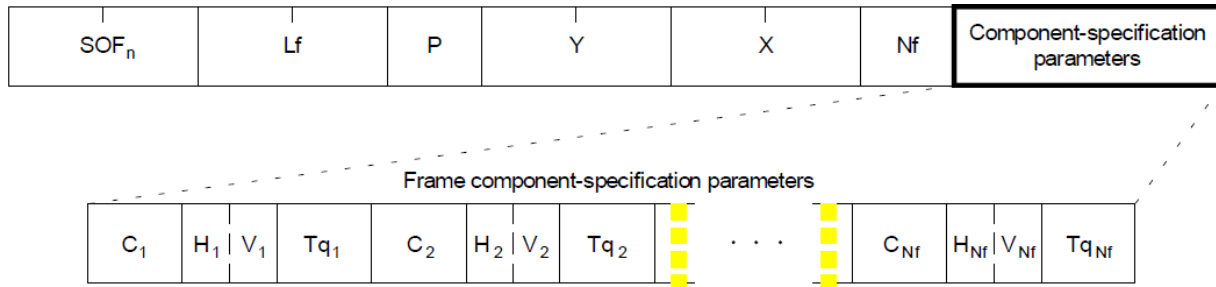 SOFn Lf P Y X Nf Component-specification
parameters
Frame component-specification parameters
C1 H1 V1 Tq1 C2 H2 V2 Tq2 . . . CNf HNf VNf TqNf